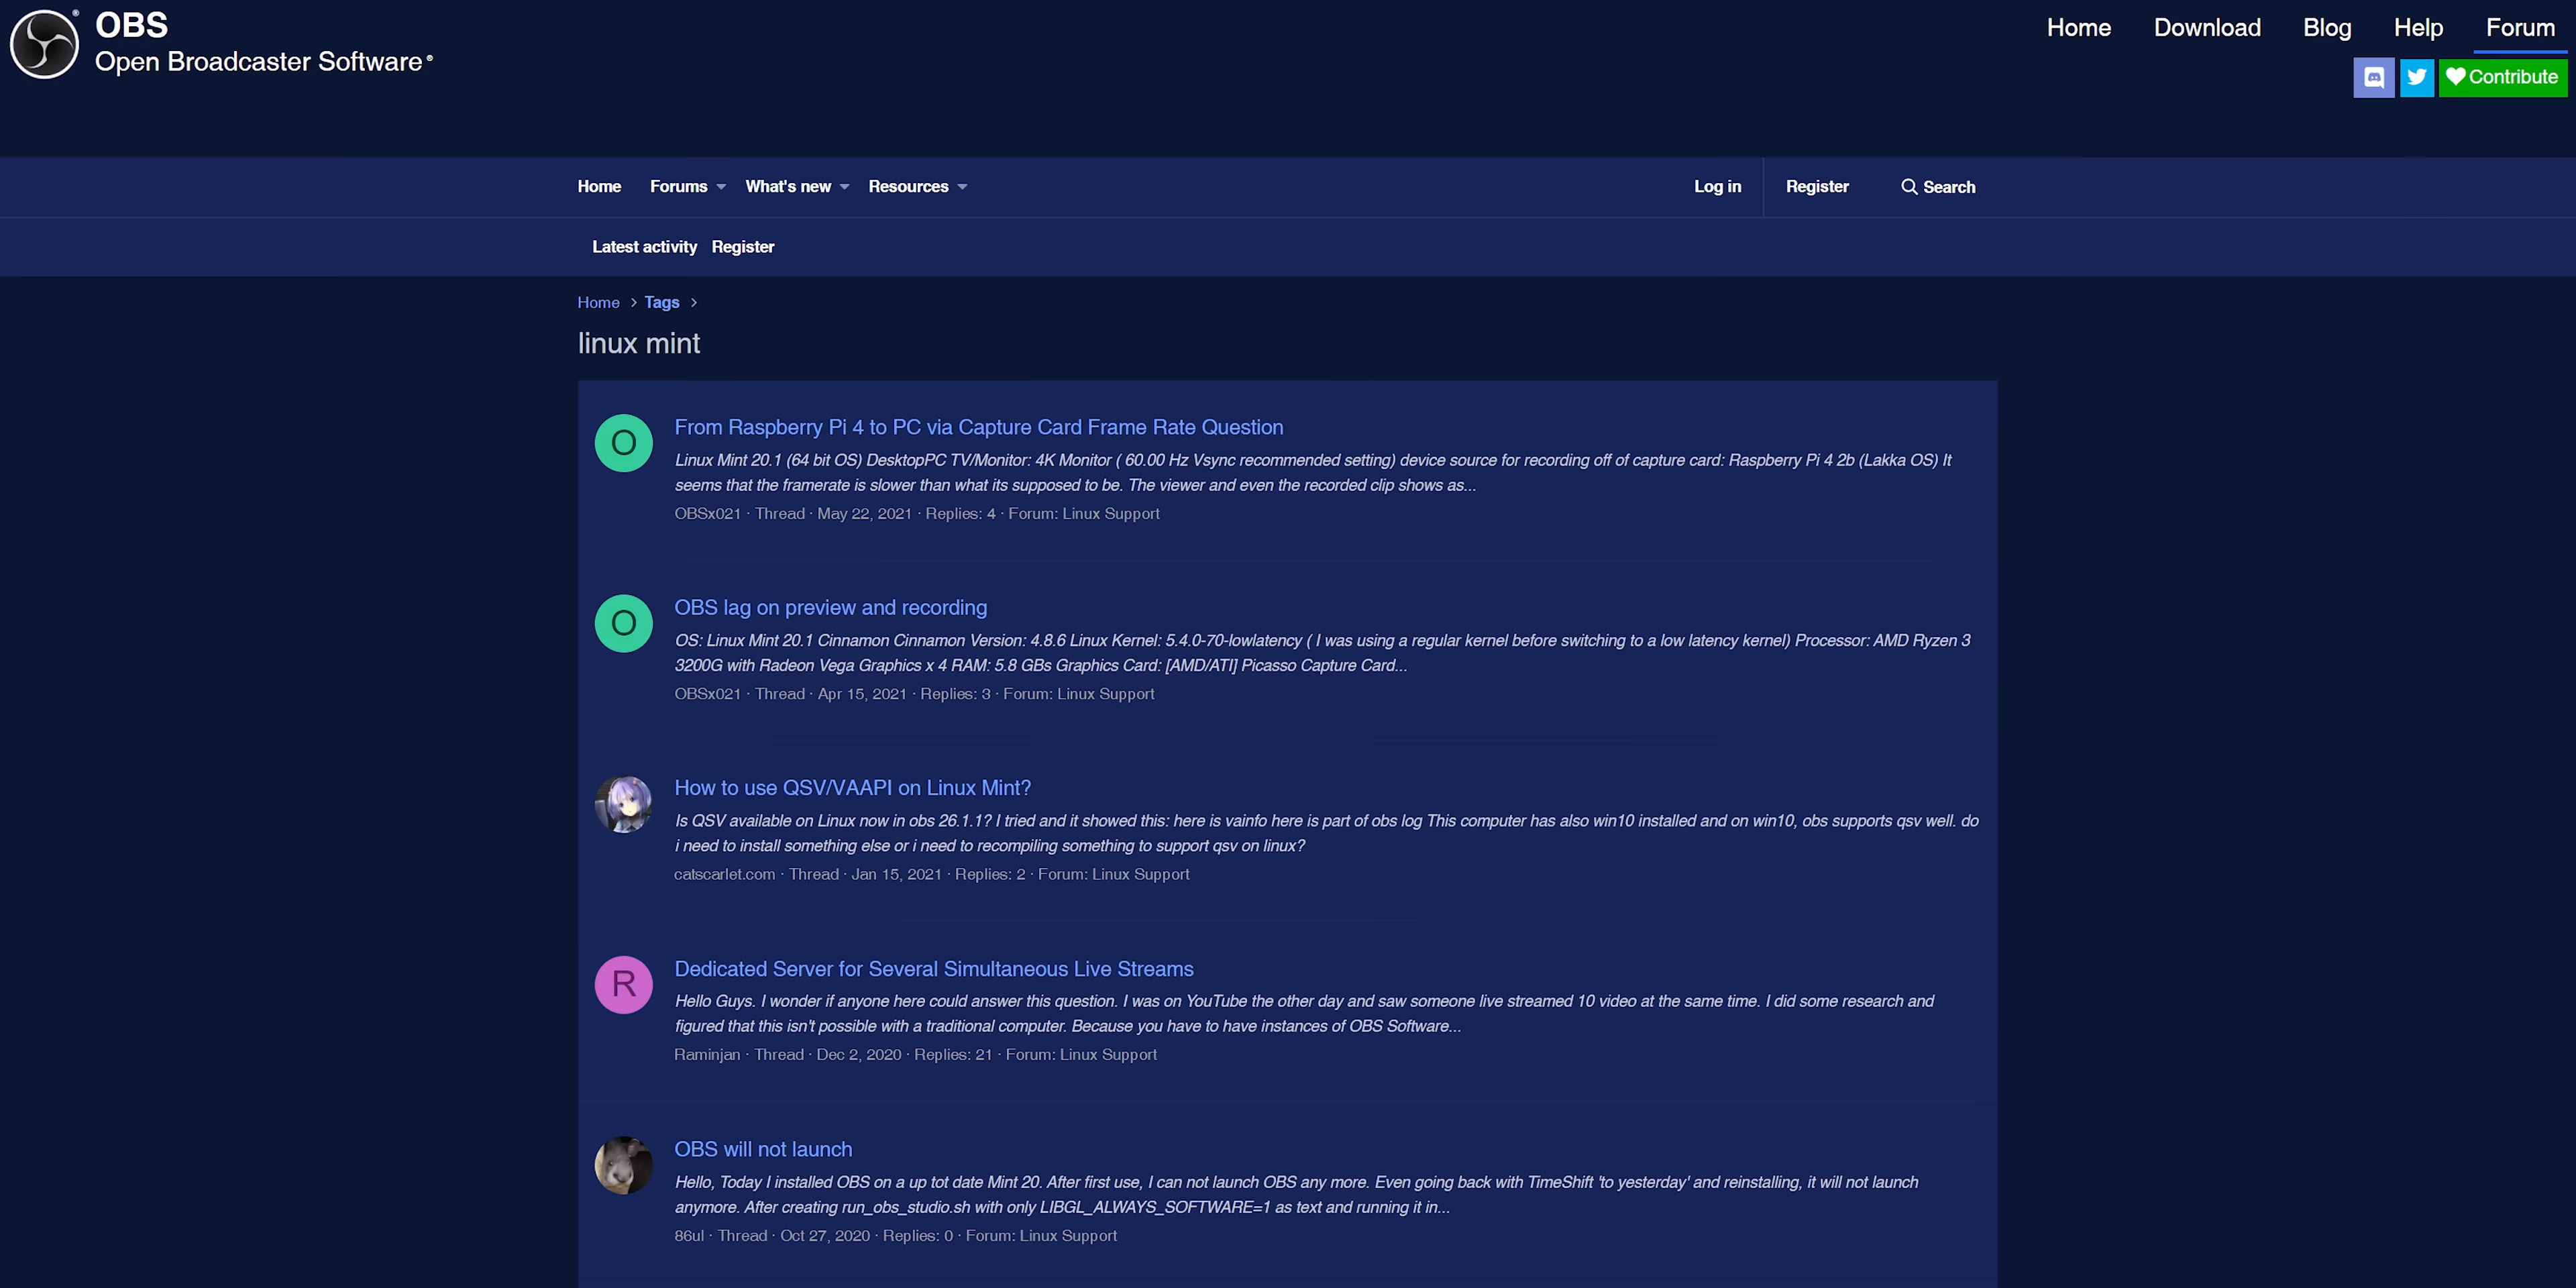 OBS
Open Broadcaster Software®
Home Download Blog Help Forum
Contribute
Home Forums What's new Resources Log in Register Search
Latest activity Register
Home > Tags >
linux mint
O
From Raspberry Pi 4 to PC via Capture Card Frame Rate Question
Linux Mint 20.1 (64 bit OS) DesktopPC TV/Monitor: 4K Monitor ( 60.00 Hz Vsync recommended setting) device source for recording off of capture card: Raspberry Pi 4 2b (Lakka OS) It
seems that the framerate is slower than what its supposed to be. The viewer and even the recorded clip shows as...
OBSx021 · Thread · May 22, 2021 · Replies: 4 · Forum: Linux Support
O
OBS lag on preview and recording
OS: Linux Mint 20.1 Cinnamon Cinnamon Version: 4.8.6 Linux Kernel: 5.4.0-70-lowlatency ( I was using a regular kernel before switching to a low latency kernel) Processor: AMD Ryzen 3
3200G with Radeon Vega Graphics x 4 RAM: 5.8 GBs Graphics Card: [AMD/ATI] Picasso Capture Card...
OBSx021 · Thread · Apr 15, 2021 · Replies: 3 · Forum: Linux Support
How to use QSV/VAAPI on Linux Mint?
Is QSV available on Linux now in obs 26.1.1? I tried and it showed this: here is vainfo here is part of obs log This computer has also win10 installed and on win10, obs supports qsv well. do
i need to install something else or i need to recompiling something to support qsv on linux?
catscarlet.com · Thread · Jan 15, 2021 · Replies: 2 · Forum: Linux Support
R
Dedicated Server for Several Simultaneous Live Streams
Hello Guys. I wonder if anyone here could answer this question. I was on YouTube the other day and saw someone live streamed 10 video at the same time. I did some research and
figured that this isn't possible with a traditional computer. Because you have to have instances of OBS Software...
Raminjan · Thread · Dec 2, 2020 · Replies: 21 · Forum: Linux Support
OBS will not launch
Hello, Today I installed OBS on a up tot date Mint 20. After first use, I can not launch OBS any more. Even going back with TimeShift 'to yesterday' and reinstalling, it will not launch
anymore. After creating run_obs_studio.sh with only LIBGL_ALWAYS_SOFTWARE=1 as text and running it in...
86ul · Thread · Oct 27, 2020 · Replies: 0 · Forum: Linux Support